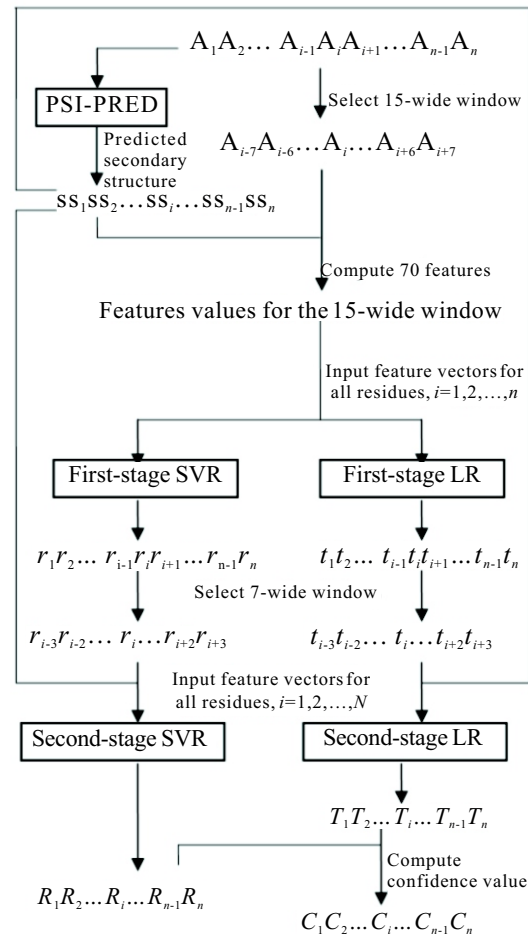 A₁A₂… Aᵢ₋₁AᵢAᵢ₊₁…Aₙ₋₁Aₙ
PSI-PRED
Select 15-wide window
Predicted
secondary
structure
Aᵢ₋₇Aᵢ₋₆…Aᵢ…Aᵢ₊₆Aᵢ₊₇
SS₁SS₂…SSᵢ…SSₙ₋₁SSₙ
Compute 70 features
Features values for the 15-wide window
Input feature vectors for
all residues, i=1,2,…,n
First-stage SVR
First-stage LR
r₁r₂… rᵢ₋₁rᵢrᵢ₊₁…rₙ₋₁rₙ
t₁t₂… tᵢ₋₁tᵢtᵢ₊₁…tₙ₋₁tₙ
Select 7-wide window
rᵢ₋₃rᵢ₋₂… rᵢ…rᵢ₊₂rᵢ₊₃
tᵢ₋₃tᵢ₋₂… tᵢ…tᵢ₊₂tᵢ₊₃
Input feature vectors for
all residues, i=1,2,…,N
Second-stage SVR
Second-stage LR
T₁T₂…Tᵢ…Tₙ₋₁Tₙ
Compute
confidence value
R₁R₂…Rᵢ…Rₙ₋₁Rₙ
C₁C₂…Cᵢ…Cₙ₋₁Cₙ